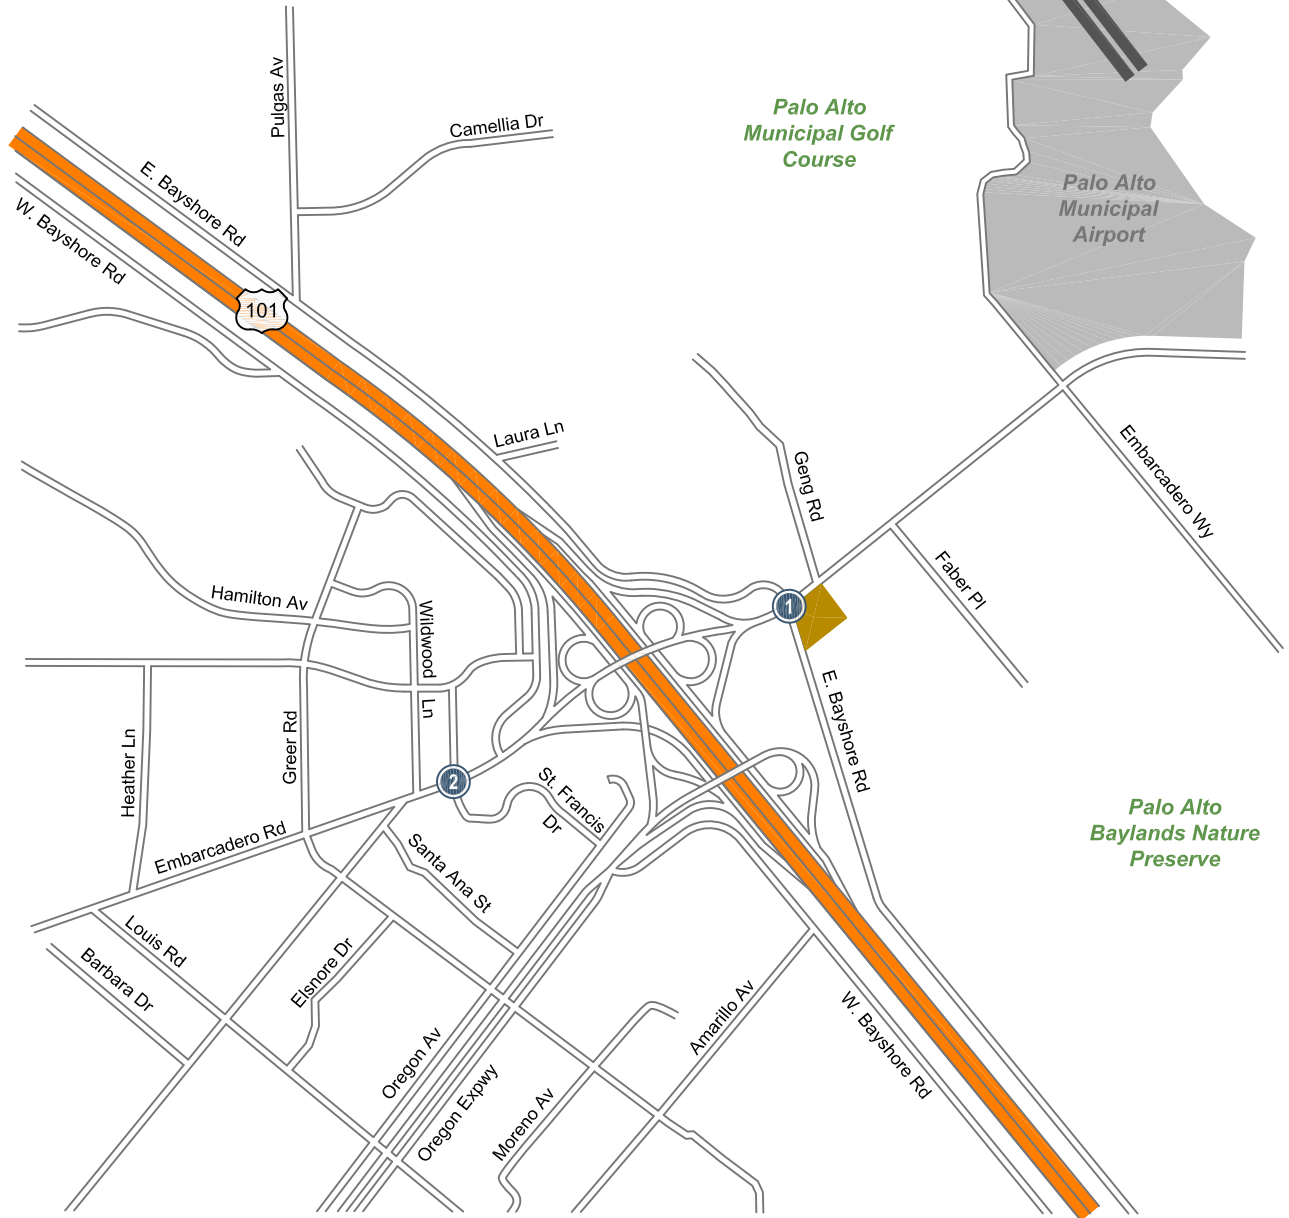 Pulgas Av
Camellia Dr
Palo Alto
Municipal Golf
Course
E. Bayshore Rd
W. Bayshore Rd
Palo Alto
Municipal
Airport
101
Laura Ln
Geng Rd
Embarcadero Wy
Faber Pl
Hamilton Av
Wildwood
Ln
1
E. Bayshore Rd
Heather Ln
Greer Rd
2
St. Francis
Dr
Embarcadero Rd
Santa Ana St
Palo Alto
Baylands Nature
Preserve
Louis Rd
Barbara Dr
Elsnore Dr
Oregon Av
Oregon Expwy
Moreno Av
Amarillo Av
W. Bayshore Rd